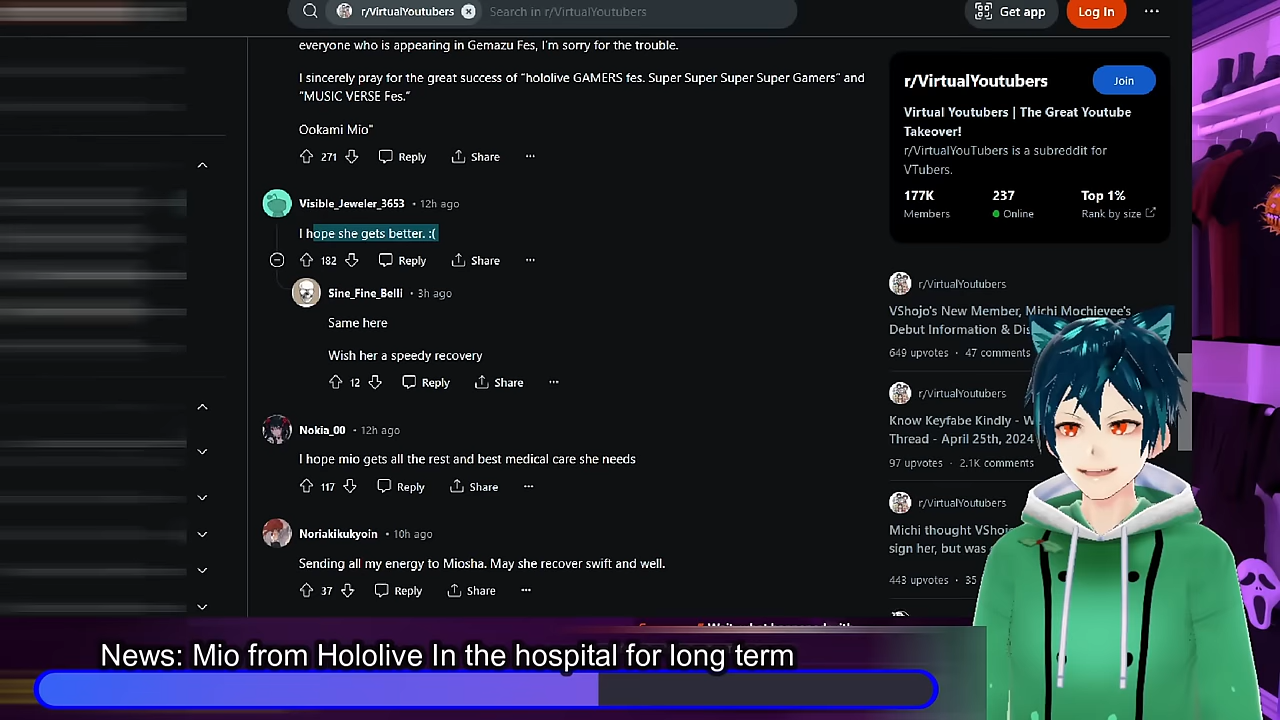 r/VirtualYoutubers
Search in r/VirtualYoutubers
Get app
Log In
everyone who is appearing in Gemazu Fes, I'm sorry for the trouble.
I sincerely pray for the great success of "hololive GAMERS fes. Super Super Super Super Gamers" and
"MUSIC VERSE Fes."
Ookami Mio"
271 Reply Share
Visible_Jeweler_3653 • 12h ago
I hope she gets better. :(
182 Reply Share
Sine_Fine_Belli • 3h ago
Same here
Wish her a speedy recovery
12 Reply Share
Nokia_00 • 12h ago
I hope mio gets all the rest and best medical care she needs
117 Reply Share
Noriakikukyoin • 10h ago
Sending all my energy to Miosha. May she recover swift and well.
37 Reply Share
r/VirtualYoutubers
Join
Virtual Youtubers | The Great Youtube
Takeover!
r/VirtualYouTubers is a subreddit for
VTubers.
177K 237 Top 1%
Members Online Rank by size
r/VirtualYoutubers
VShojo's New Member, Michi Mochievee's
Debut Information &
649 upvotes • 47 comments
r/VirtualYoutubers
Know Keyfabe Kindly -
Thread - April 25th, 2024
97 upvotes • 2.1K comments
r/VirtualYoutubers
Michi thought
sign her, but was
443 upvotes • 35
News: Mio from Hololive In the hospital for long term